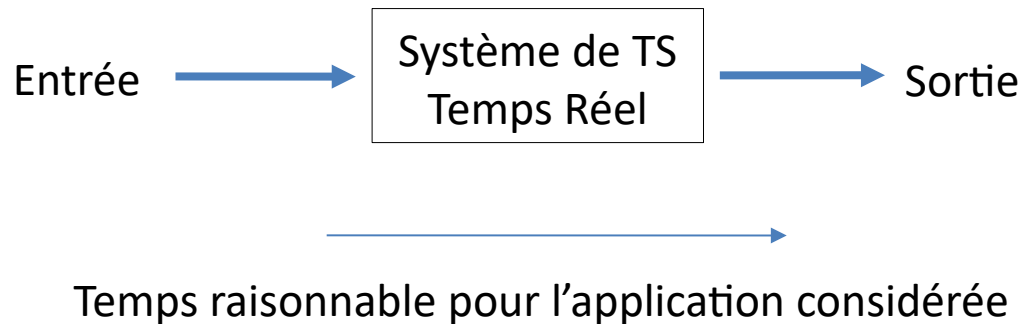 Entrée
Système de TS
Temps Réel
Sortie
Temps raisonnable pour l’application considérée